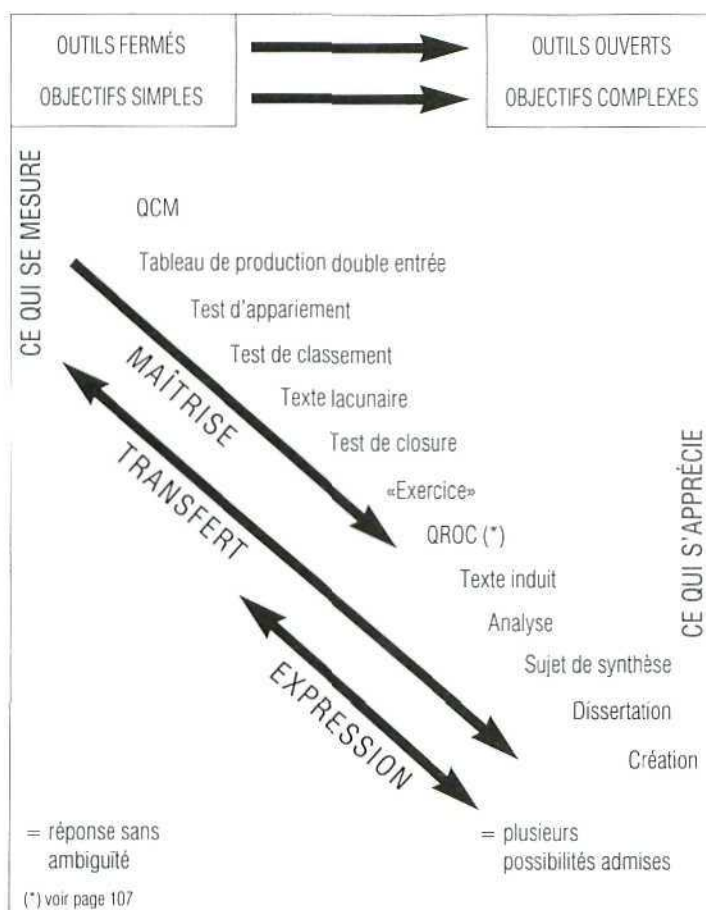 OUTILS FERMÉS
OUTILS OUVERTS
OBJECTIFS SIMPLES
OBJECTIFS COMPLEXES
CE QUI SE MESURE
QCM
Tableau de production double entrée
Test d'appariement
Test de classement
Texte lacunaire
Test de closure
«Exercice»
QROC (*)
Texte induit
Analyse
Sujet de synthèse
Dissertation
Création
MAÎTRISE
TRANSFERT
EXPRESSION
CE QUI S'APPRÉCIE
= réponse sans
ambiguïté
= plusieurs
possibilités admises
(*) voir page 107